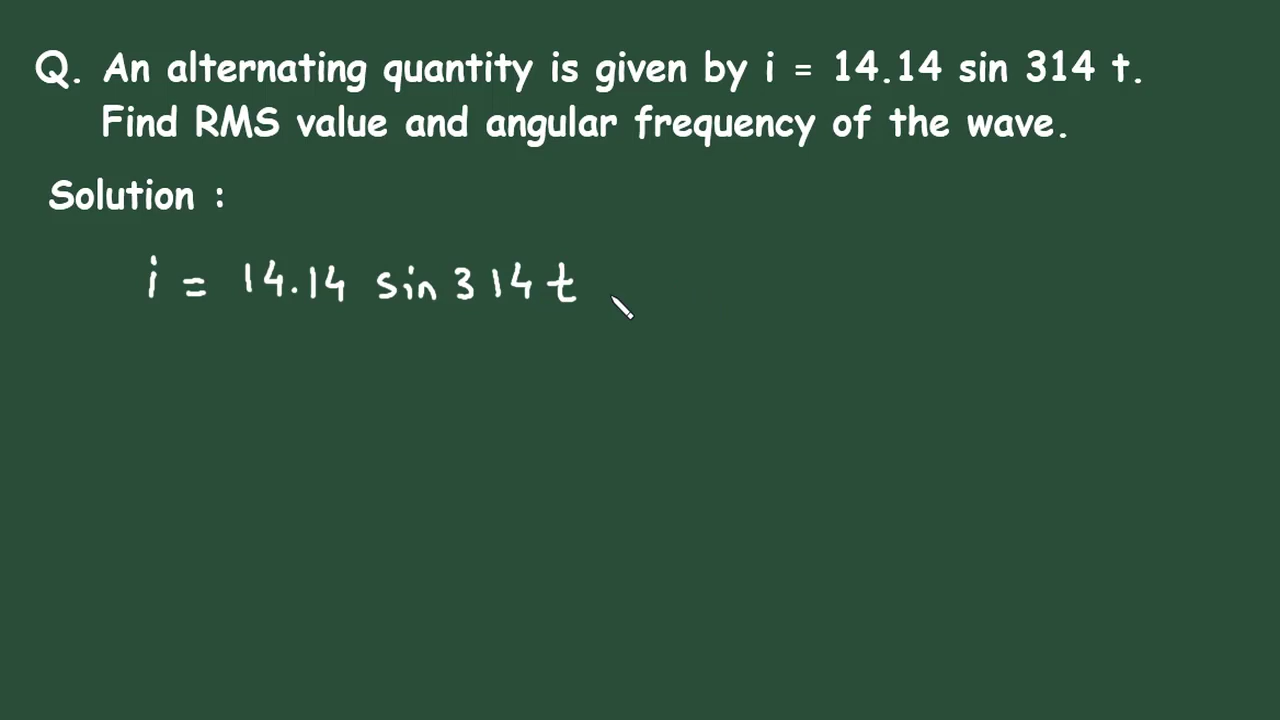 Q. An alternating quantity is given by i = 14.14 sin 314 t.
Find RMS value and angular frequency of the wave.
Solution :
i = 14.14 sin 314 t